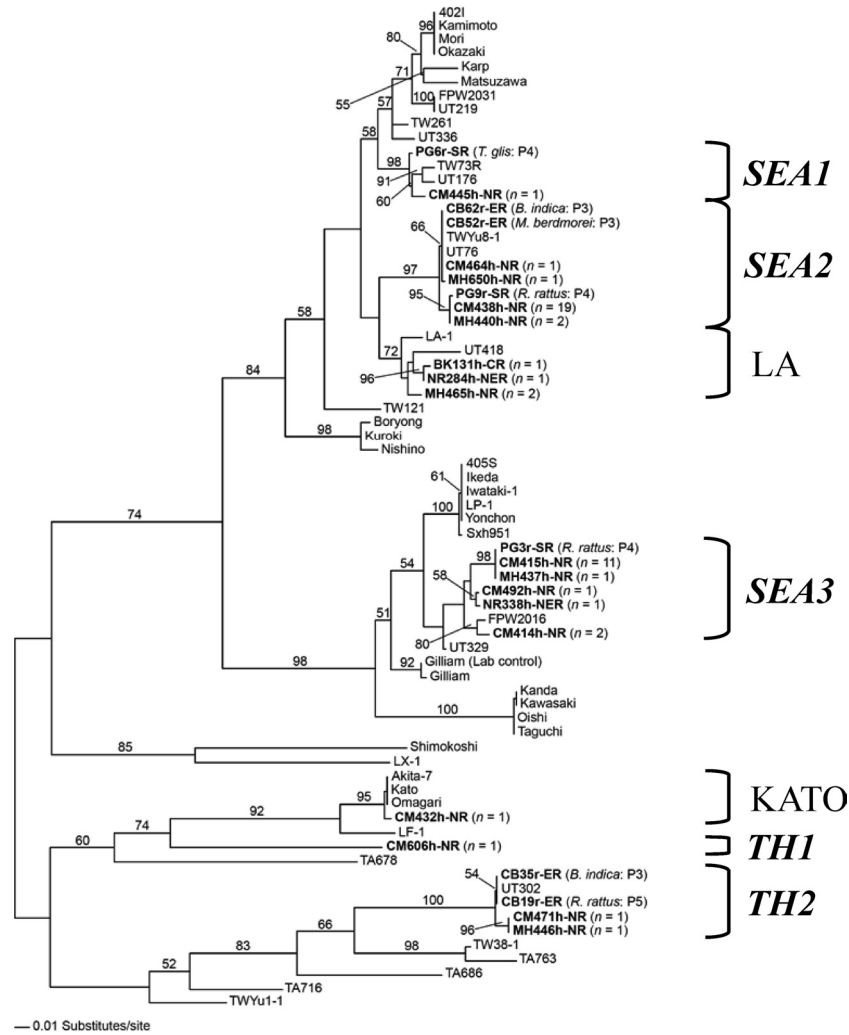 402I
96
Kamimoto
80
Mori
Okazaki
71
Karp
Matsuzawa
55
100
FPW2031
UT219
57
TW261
58
UT336
PG6r-SR (T. glis: P4)
98
TW73R
91
UT176
60
CM445h-NR (n = 1)
SEA1
CB62r-ER (B. indica: P3)
CB52r-ER (M. berdmorei: P3)
66
TWYu8-1
UT76
97
CM464h-NR (n = 1)
MH650h-NR (n = 1)
95
PG9r-SR (R. rattus: P4)
CM438h-NR (n = 19)
MH440h-NR (n = 2)
SEA2
58
LA-1
72
UT418
96
BK131h-CR (n = 1)
NR284h-NER (n = 1)
MH465h-NR (n = 2)
LA
84
TW121
Boryong
98
Kuroki
Nishino
74
405S
61
Ikeda
Iwataki-1
100
LP-1
Yonchon
Sxh951
54
98
PG3r-SR (R. rattus: P4)
CM415h-NR (n = 11)
MH437h-NR (n = 1)
58
CM492h-NR (n = 1)
NR338h-NER (n = 1)
51
FPW2016
80
CM414h-NR (n = 2)
UT329
SEA3
98
92
Gilliam (Lab control)
Gilliam
100
Kanda
Kawasaki
Oishi
Taguchi
85
Shimokoshi
LX-1
Akita-7
95
Kato
Omagari
92
CM432h-NR (n = 1)
KATO
74
LF-1
60
CM606h-NR (n = 1)
TH1
TA678
54
CB35r-ER (B. indica: P3)
UT302
100
CB19r-ER (R. rattus: P5)
96
CM471h-NR (n = 1)
MH446h-NR (n = 1)
TH2
66
98
TW38-1
TA763
83
TA686
52
TA716
TWYu1-1
0.01 Substitutes/site